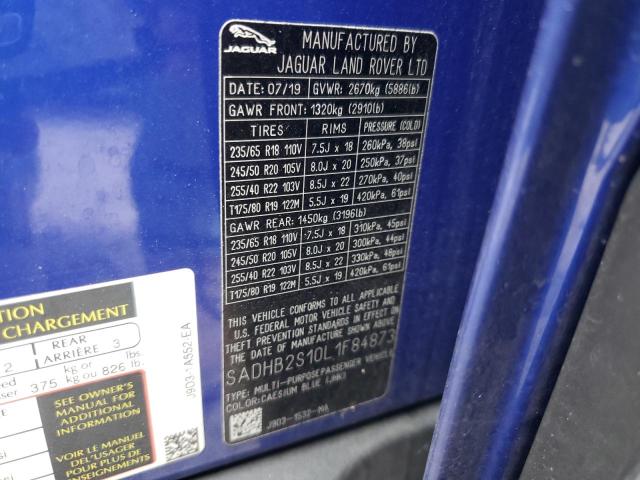 JAGUAR
MANUFACTURED BY
JAGUAR LAND ROVER LTD
DATE: 07/19 GVWR: 2670kg (5886lb)
GAWR FRONT: 1320kg (2910lb)
TIRES RIMS PRESSURE (COLD)
235/65 R18 110V 7.5J x 18 260kPa, 38psi
245/50 R20 105V 8.0J x 20 250kPa, 37psi
255/40 R22 103V 8.5J x 22 270kPa, 40psi
T175/80 R19 122M 5.5J x 19 420kPa, 61psi
GAWR REAR: 1450kg (3196lb)
235/65 R18 110V 7.5J x 18 310kPa, 45psi
245/50 R20 105V 8.0J x 20 300kPa, 44psi
255/40 R22 103V 8.5J x 22 330kPa, 48psi
T175/80 R19 122M 5.5J x 19 420kPa, 61psi
THIS VEHICLE CONFORMS TO ALL APPLICABLE
U.S. FEDERAL MOTOR VEHICLE SAFETY
STANDARDS IN EFFECT ON THE
DATE OF MANUFACTURE SHOWN ABOVE
SADHB2S10L1F84873
TYPE: MULTI-PURPOSE PASSENGER VEHICLE
COLOR: CAESIUM BLUE (JHK)
J9C3-1532-MA
CHARGEMENT
2 REAR
ARRIÈRE 3
375 kg or 826 lb.
kg ou
SEE OWNER'S
MANUAL FOR
ADDITIONAL
INFORMATION
VOIR LE MANUEL
DE L'USAGER
POUR PLUS DE
RENSEIGNEMENTS
J9C3-1A552-EA